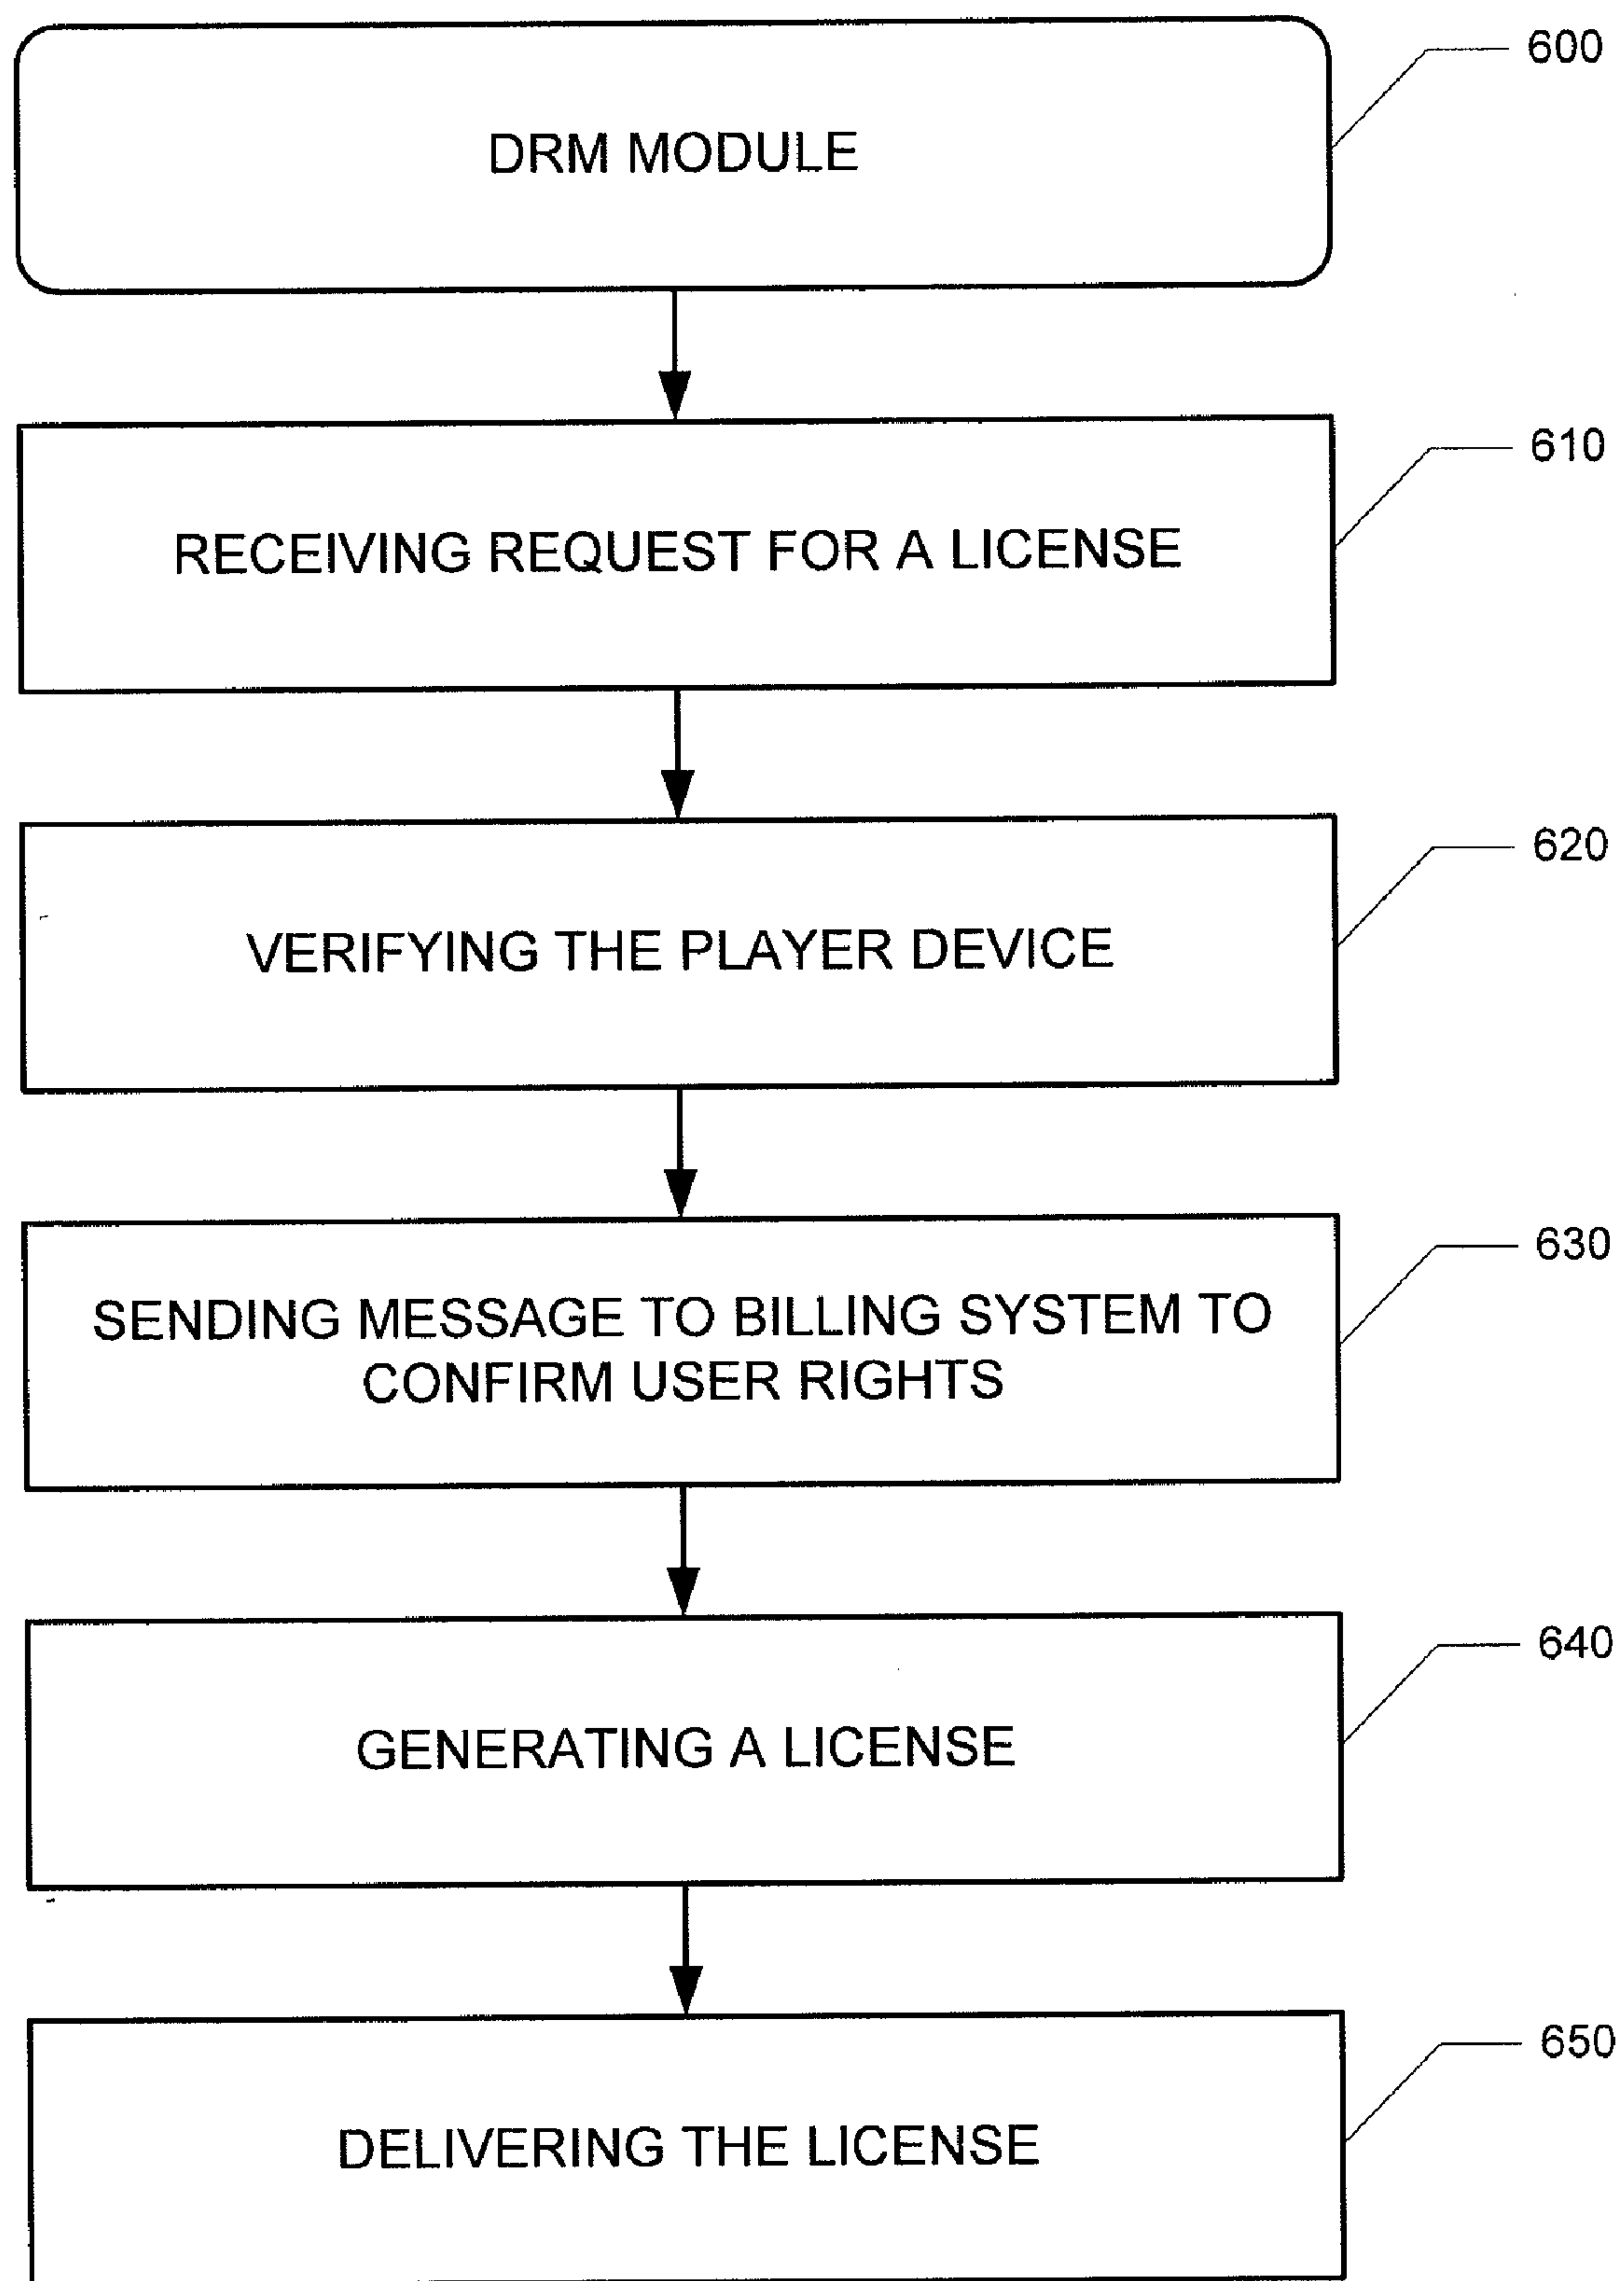 600
DRM MODULE
610
RECEIVING REQUEST FOR A LICENSE
620
VERIFYING THE PLAYER DEVICE
630
SENDING MESSAGE TO BILLING SYSTEM TO
CONFIRM USER RIGHTS
640
GENERATING A LICENSE
650
DELIVERING THE LICENSE